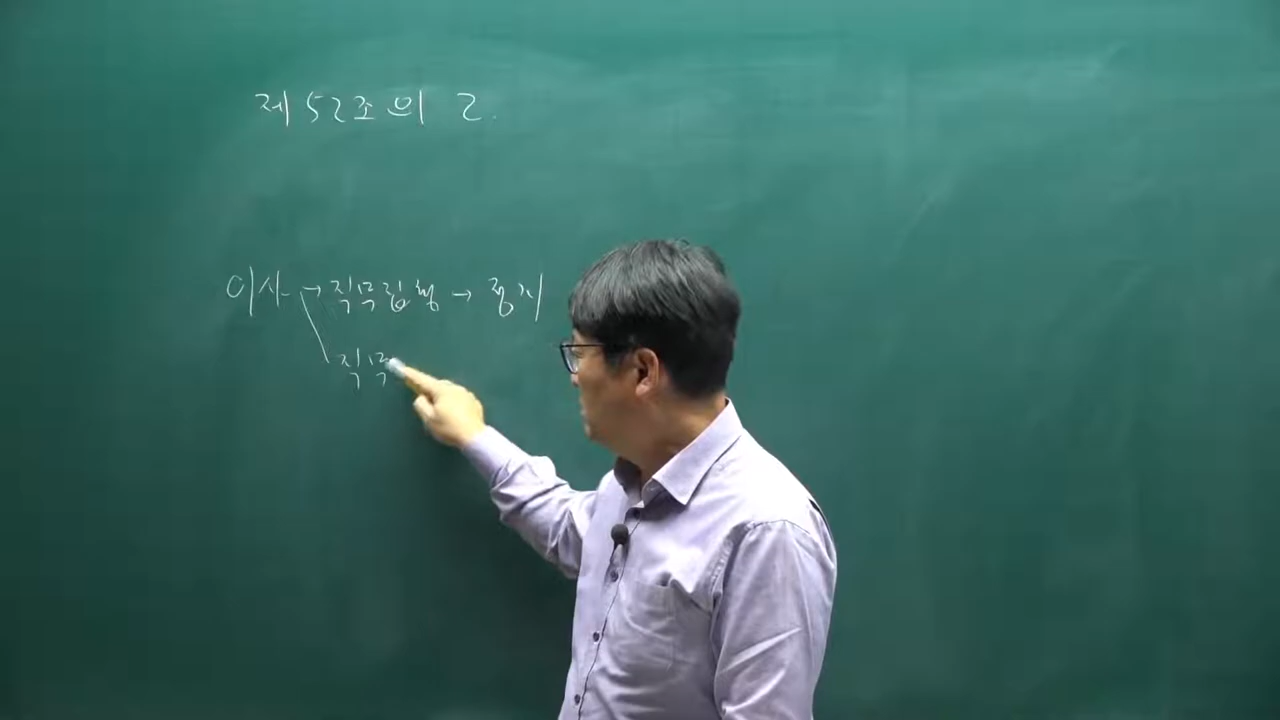 제52조의 2.
이사 → 직무집행 → 정지
직무